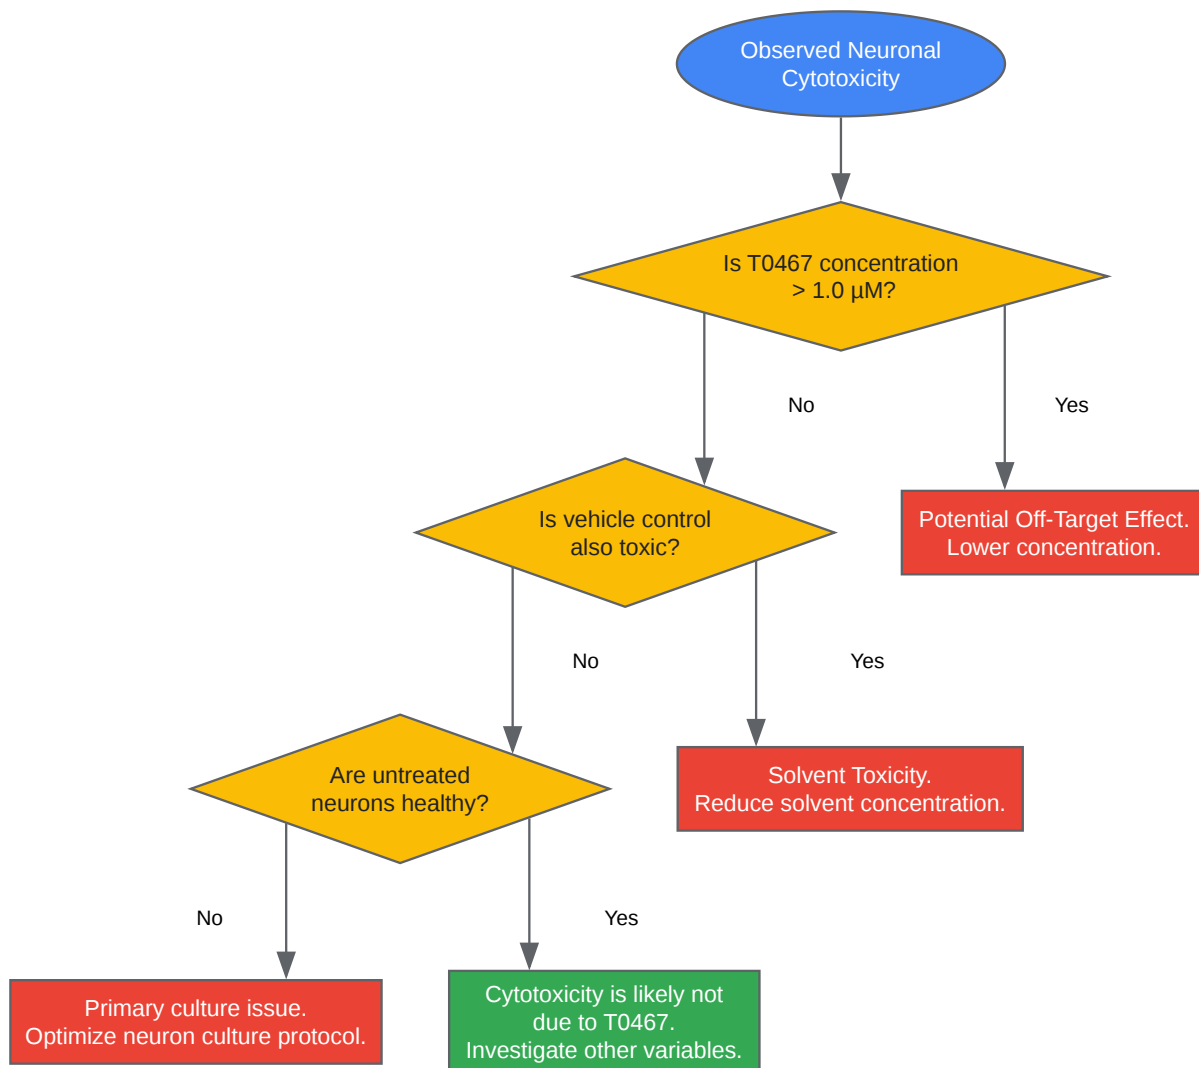 Observed Neuronal
Cytotoxicity
Is T0467 concentration
> 1.0 µM?
No
Yes
Is vehicle control
also toxic?
Potential Off-Target Effect.
Lower concentration.
No
Yes
Are untreated
neurons healthy?
Solvent Toxicity.
Reduce solvent concentration.
No
Yes
Primary culture issue.
Optimize neuron culture protocol.
Cytotoxicity is likely not
due to T0467.
Investigate other variables.